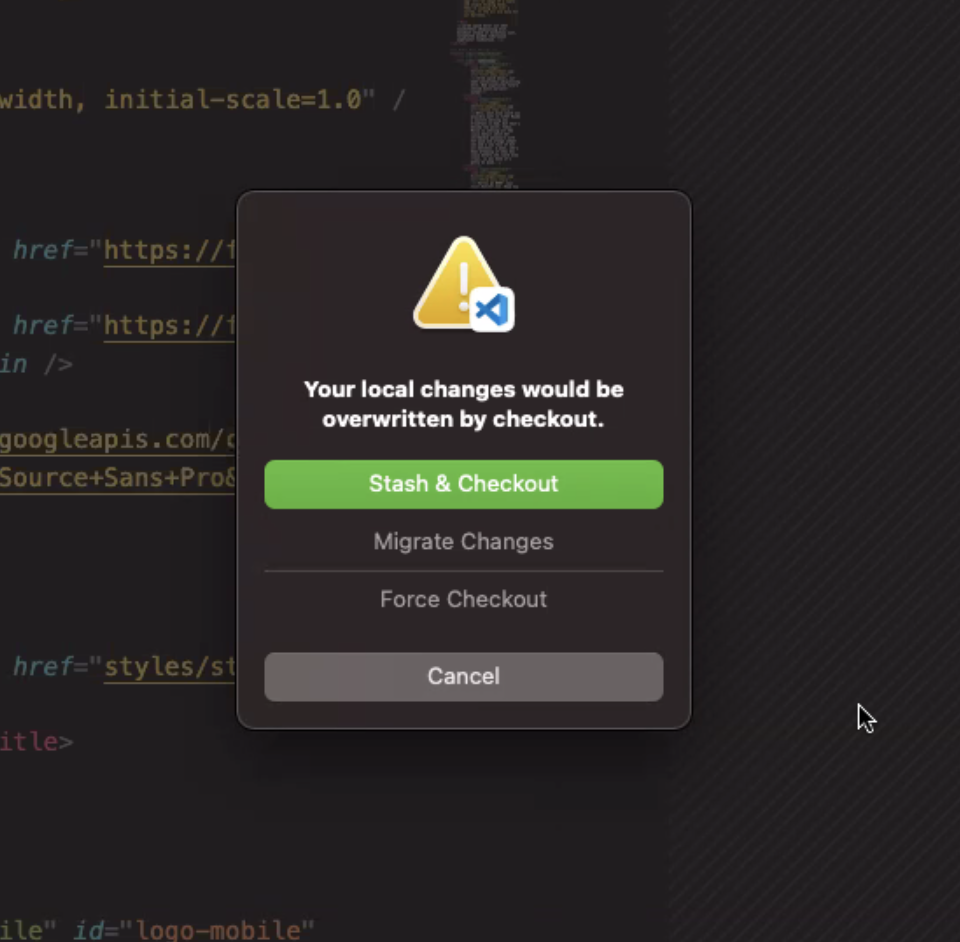 width, initial-scale=1.0" /
href="https://f
href="https://f
in />
googleapis.com/c
Source+Sans+Pro&
href="styles/st
itle>
ile" id="logo-mobile"
Your local changes would be
overwritten by checkout.
Stash & Checkout
Migrate Changes
Force Checkout
Cancel